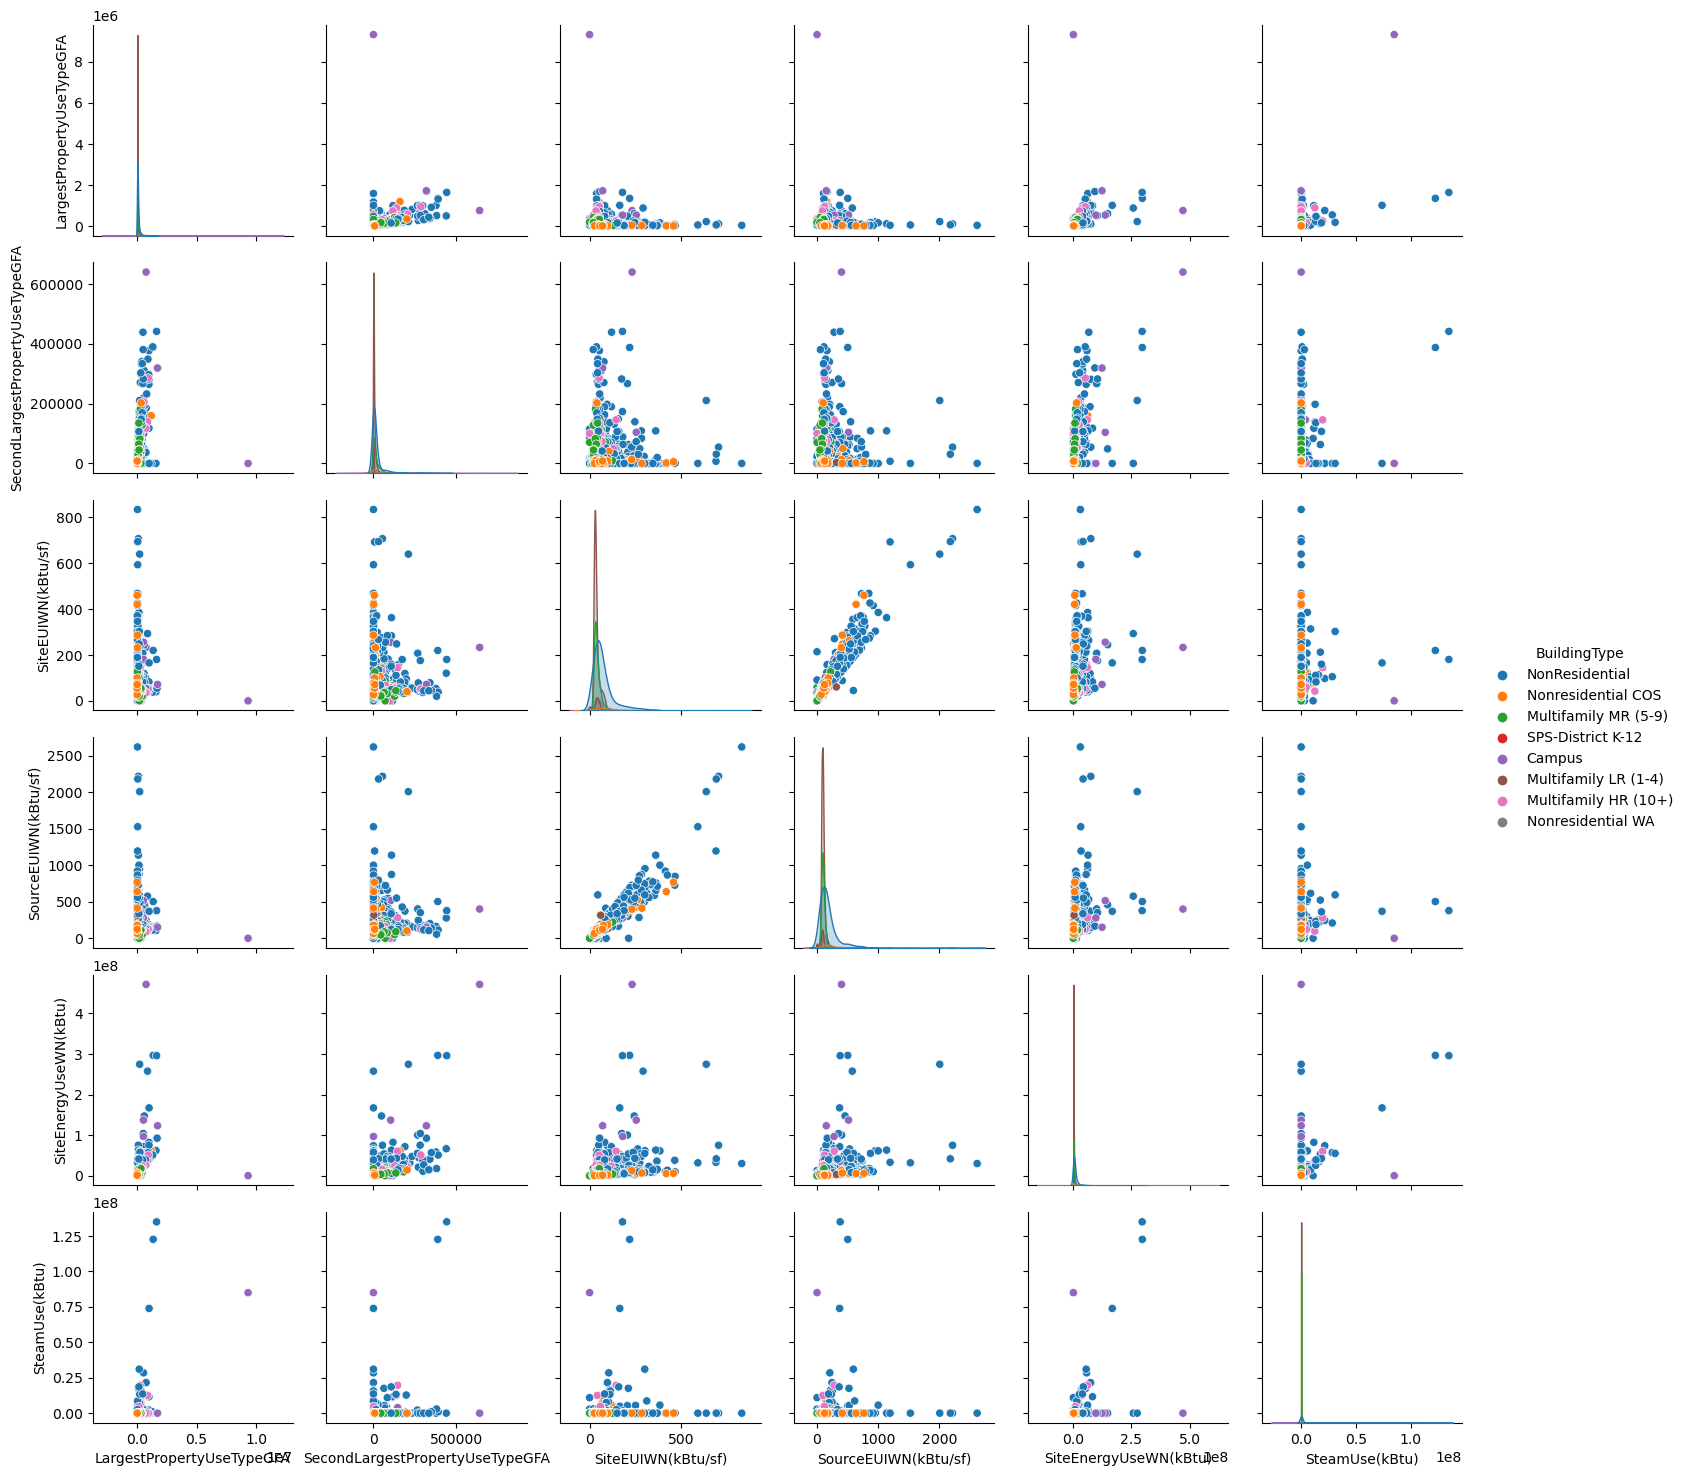 1e6
LargestPropertyUseTypeGFA
8
6
4
2
0
SecondLargestPropertyUseTypeGFA
600000
400000
200000
0
SiteEUIWN(kBtu/sf)
800
600
400
200
0
SourceEUIWN(kBtu/sf)
2500
2000
1500
1000
500
0
1e8
SiteEnergyUseWN(kBtu)
4
3
2
1
0
1e8
SteamUse(kBtu)
1.25
1.00
0.75
0.50
0.25
0.00
0.0 0.5 1.0
1e7
LargestPropertyUseTypeGFA
0 500000
SecondLargestPropertyUseTypeGFA
0 500
SiteEUIWN(kBtu/sf)
0 1000 2000
SourceEUIWN(kBtu/sf)
0.0 2.5 5.0
1e8
SiteEnergyUseWN(kBtu)
0.0 0.5 1.0
1e8
SteamUse(kBtu)
BuildingType
NonResidential
Nonresidential COS
Multifamily MR (5-9)
SPS-District K-12
Campus
Multifamily LR (1-4)
Multifamily HR (10+)
Nonresidential WA